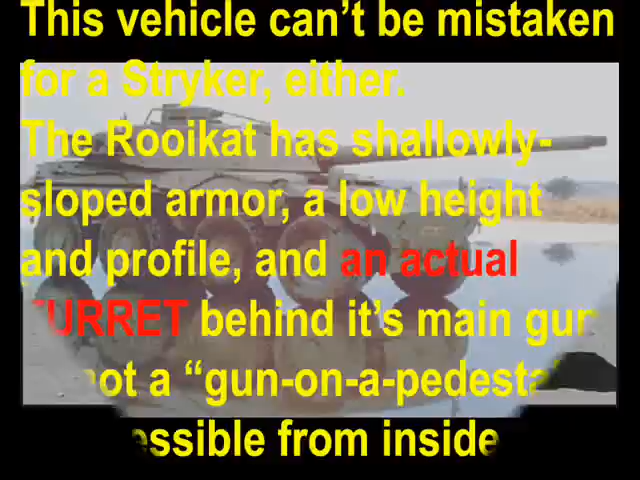 This vehicle can't be mistaken
for a Stryker, either.
The Rooikat has shallowly-
sloped armor, a low height
and profile, and an actual
TURRET behind it's main gun
not a “gun-on-a-pedestal
from inside